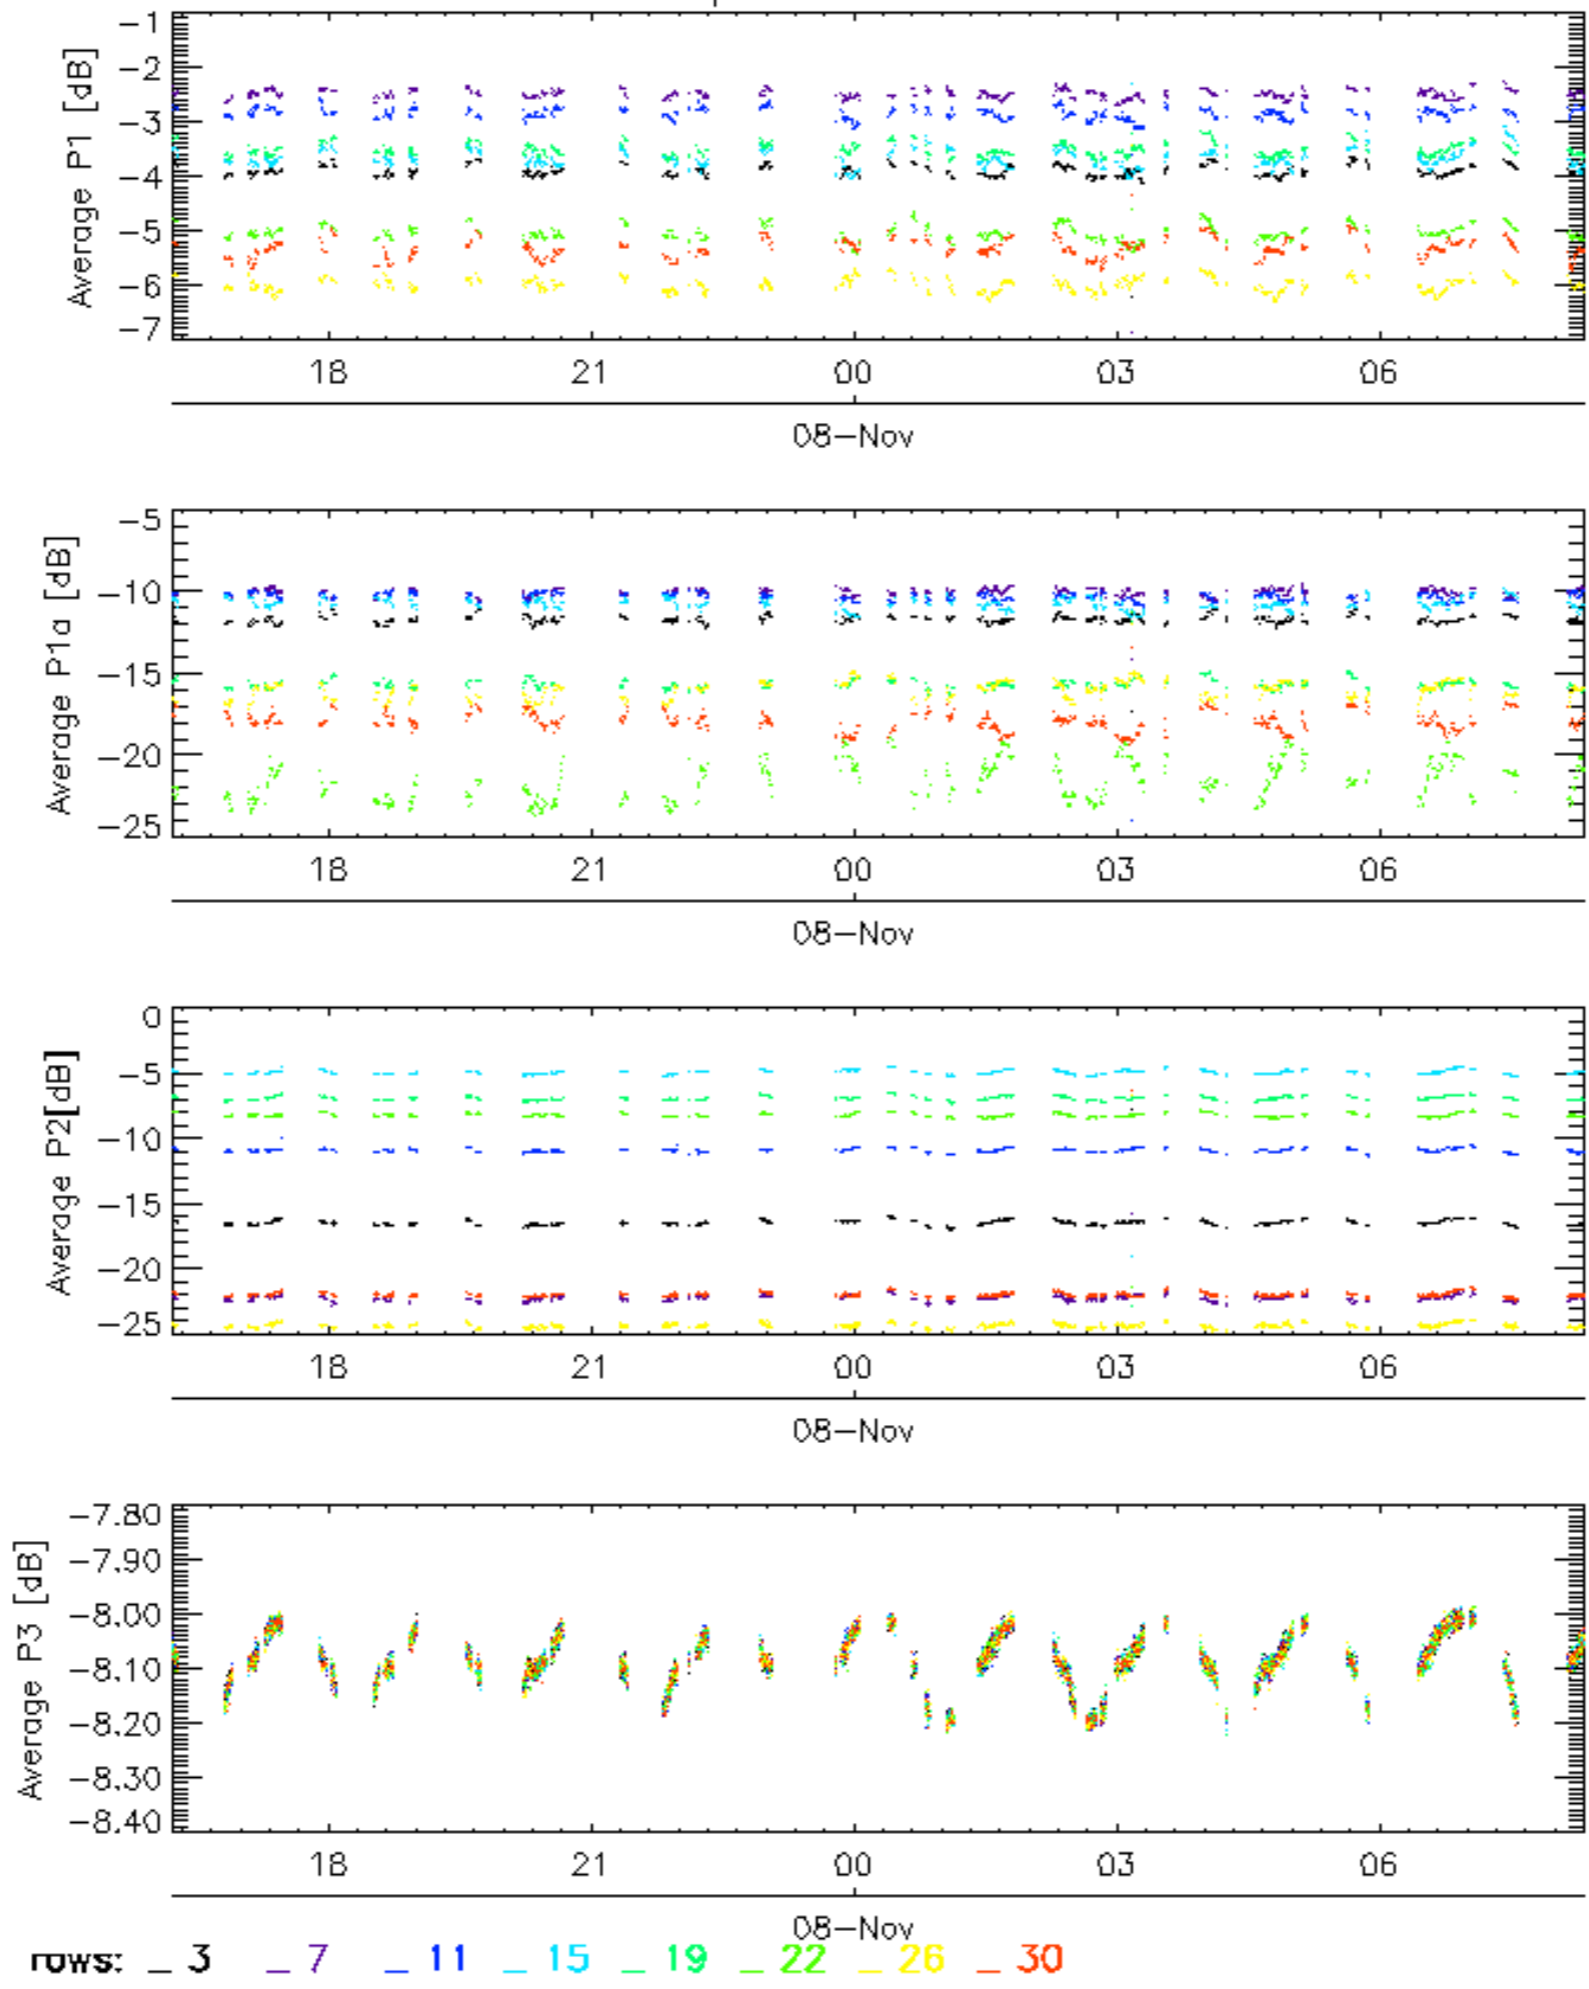 Average P1 [dB]
−1
−2
−3
−4
−5
−6
−7
18 21 00 03 06
08−Nov
Average P1a [dB]
−5
−10
−15
−20
−25
18 21 00 03 06
08−Nov
Average P2[dB]
0
−5
−10
−15
−20
−25
18 21 00 03 06
08−Nov
Average P3 [dB]
−7.80
−7.90
−8.00
−8.10
−8.20
−8.30
−8.40
18 21 00 03 06
08−Nov
rows: _ 3 _ 7 _ 11 _ 15 _ 19 _ 22 _ 26 _ 30